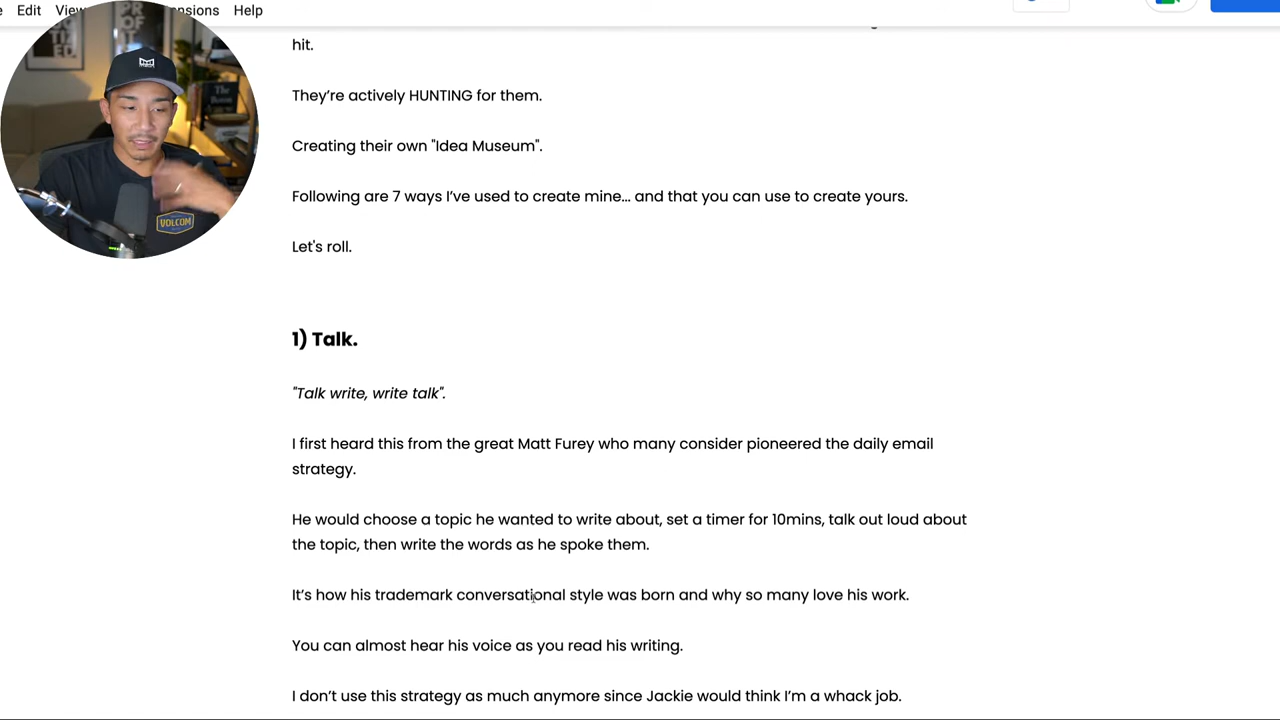 Edit View ensions Help
hit.
They're actively HUNTING for them.
Creating their own "Idea Museum".
Following are 7 ways I've used to create mine... and that you can use to create yours.
Let's roll.
1) Talk.
"Talk write, write talk".
I first heard this from the great Matt Furey who many consider pioneered the daily email
strategy.
He would choose a topic he wanted to write about, set a timer for 10mins, talk out loud about
the topic, then write the words as he spoke them.
It's how his trademark conversational style was born and why so many love his work.
You can almost hear his voice as you read his writing.
I don't use this strategy as much anymore since Jackie would think I'm a whack job.
VOLCOM